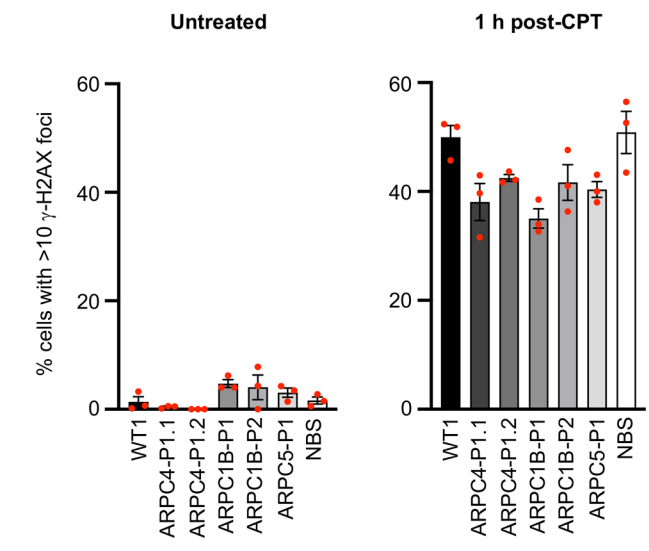 Untreated
1 h post-CPT
% cells with >10 γ-H2AX foci
60
40
20
0
WT1
ARPC4-P1.1
ARPC4-P1.2
ARPC1B-P1
ARPC1B-P2
ARPC5-P1
NBS
60
40
20
0
WT1
ARPC4-P1.1
ARPC4-P1.2
ARPC1B-P1
ARPC1B-P2
ARPC5-P1
NBS